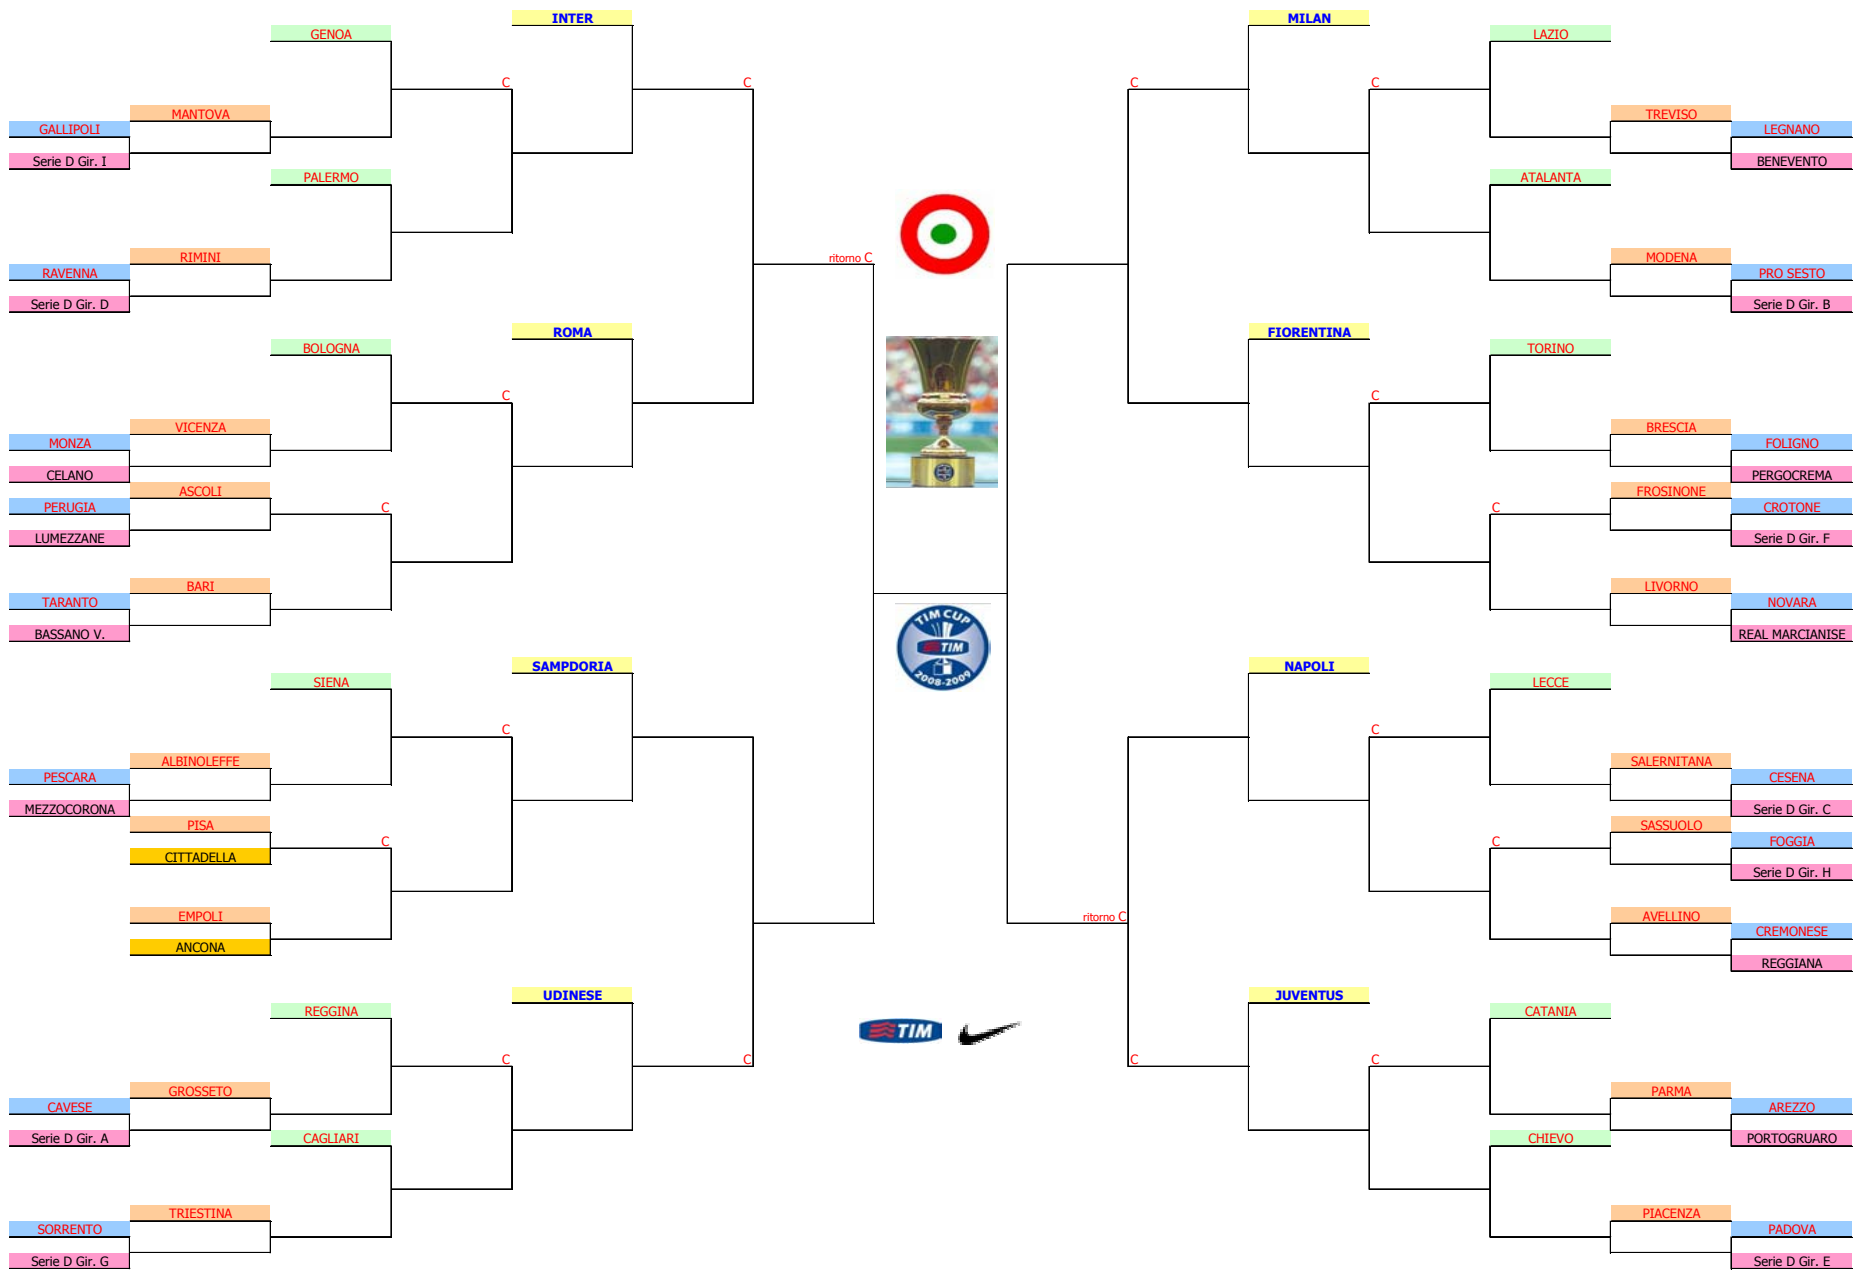 INTER
GENOA
C
C
MANTOVA
GALLIPOLI
Serie D Gir. I
PALERMO
RIMINI
RAVENNA
Serie D Gir. D
ritorno C
ROMA
BOLOGNA
C
VICENZA
MONZA
CELANO
ASCOLI
PERUGIA
LUMEZZANE
C
BARI
TARANTO
BASSANO V.
SAMPDORIA
SIENA
C
ALBINOLEFFE
PESCARA
MEZZOCORONA
PISA
CITTADELLA
C
EMPOLI
ANCONA
UDINESE
REGGINA
C
C
GROSSETO
CAVESE
Serie D Gir. A
CAGLIARI
TRIESTINA
SORRENTO
Serie D Gir. G
TIM CUP
TIM
2008-2009
TIM
MILAN
LAZIO
C
C
TREVISO
LEGNANO
BENEVENTO
ATALANTA
MODENA
PRO SESTO
Serie D Gir. B
FIORENTINA
TORINO
C
BRESCIA
FOLIGNO
PERGOCREMA
FROSINONE
C
CROTONE
Serie D Gir. F
LIVORNO
NOVARA
REAL MARCIANISE
NAPOLI
LECCE
C
SALERNITANA
CESENA
Serie D Gir. C
SASSUOLO
C
FOGGIA
Serie D Gir. H
ritorno C
AVELLINO
CREMONESE
REGGIANA
JUVENTUS
CATANIA
C
C
PARMA
AREZZO
PORTOGRUARO
CHIEVO
PIACENZA
PADOVA
Serie D Gir. E